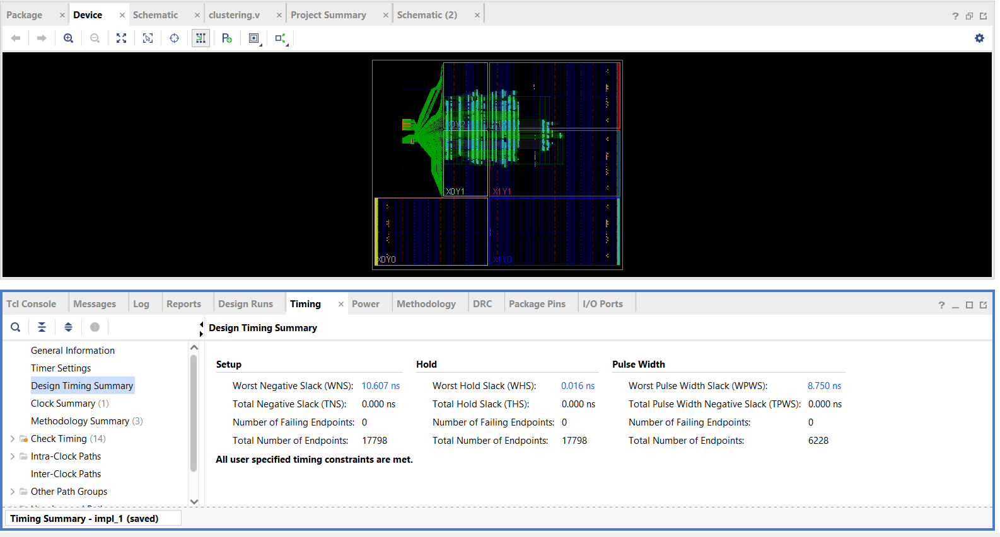 Package × Device × Schematic × clustering.v × Project Summary × Schematic (2) ×
X0Y1 X1Y1
X0Y0 X1Y0
Tcl Console Messages Log Reports Design Runs Timing × Power Methodology DRC Package Pins I/O Ports
Design Timing Summary
General Information
Timer Settings
Design Timing Summary
Clock Summary (1)
Methodology Summary (3)
Check Timing (14)
Intra-Clock Paths
Inter-Clock Paths
Other Path Groups
Setup Hold Pulse Width
Worst Negative Slack (WNS): 10.607 ns Worst Hold Slack (WHS): 0.016 ns Worst Pulse Width Slack (WPWS): 8.750 ns
Total Negative Slack (TNS): 0.000 ns Total Hold Slack (THS): 0.000 ns Total Pulse Width Negative Slack (TPWS): 0.000 ns
Number of Failing Endpoints: 0 Number of Failing Endpoints: 0 Number of Failing Endpoints: 0
Total Number of Endpoints: 17798 Total Number of Endpoints: 17798 Total Number of Endpoints: 6228
All user specified timing constraints are met.
Timing Summary - impl_1 (saved)